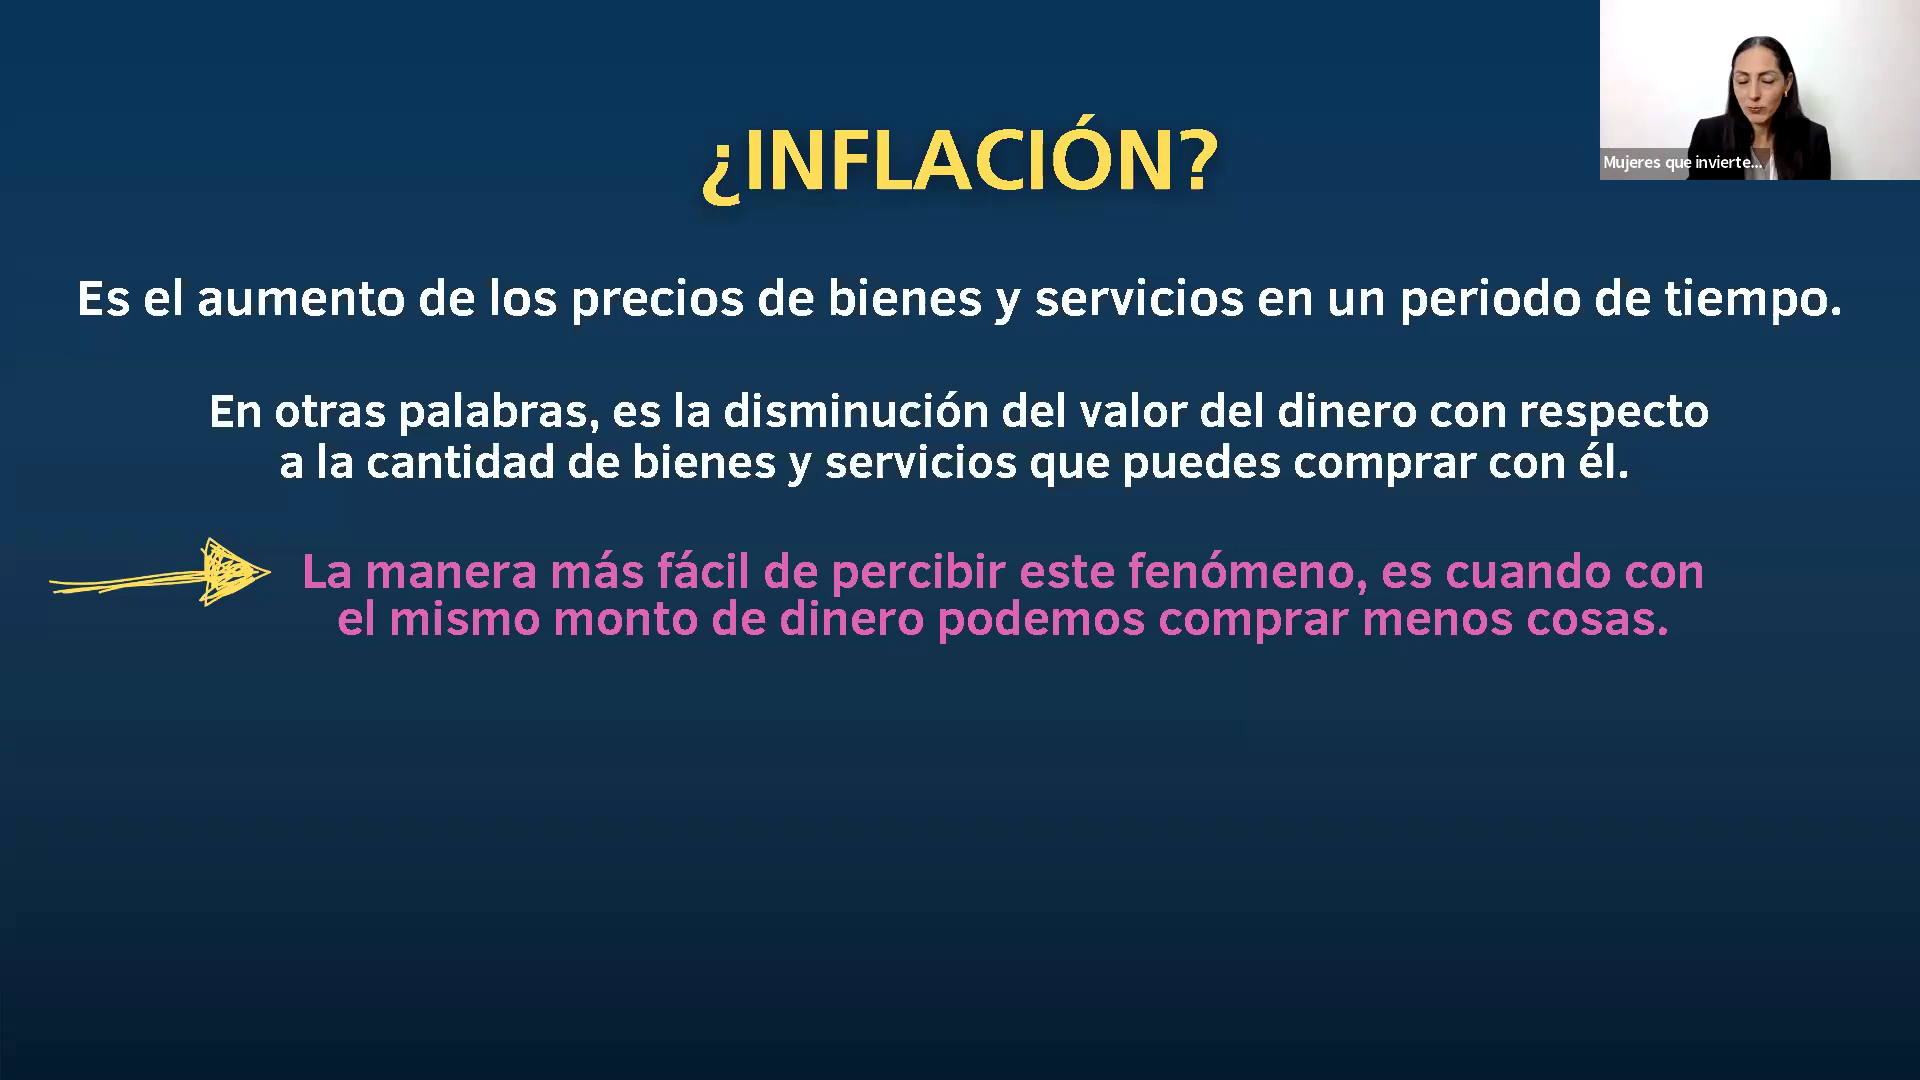 ¿INFLACIÓN?
Mujeres que invierte...
Es el aumento de los precios de bienes y servicios en un periodo de tiempo.
En otras palabras, es la disminución del valor del dinero con respecto
a la cantidad de bienes y servicios que puedes comprar con él.
La manera más fácil de percibir este fenómeno, es cuando con
el mismo monto de dinero podemos comprar menos cosas.